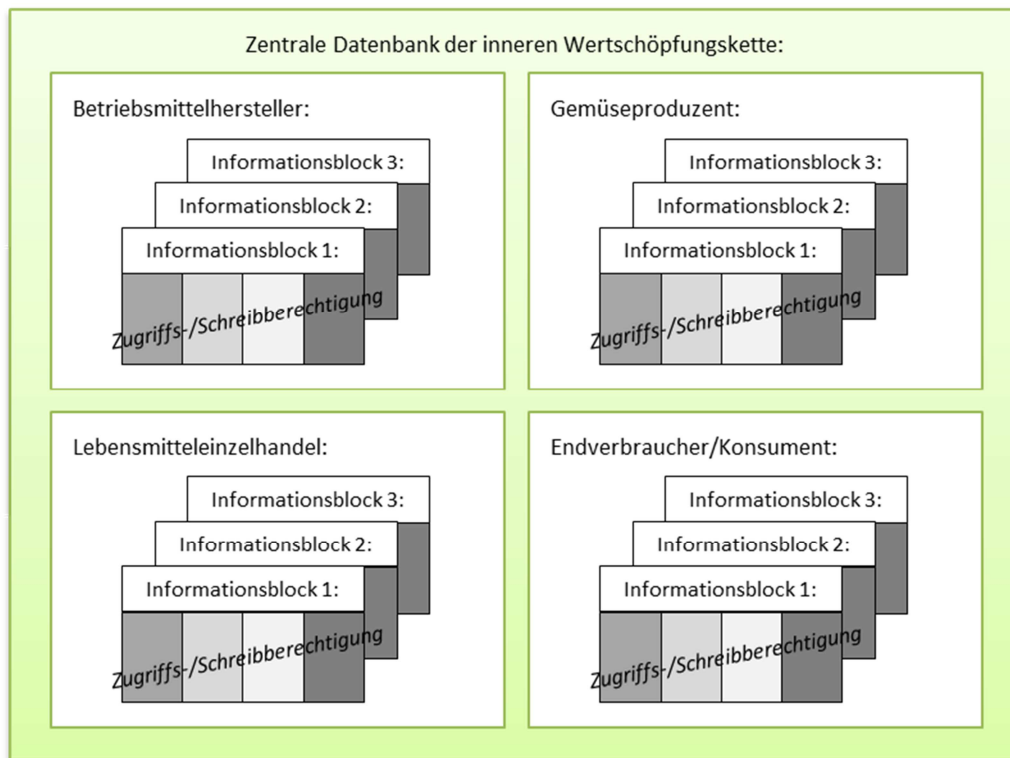 Zentrale Datenbank der inneren Wertschöpfungskette:
Betriebsmittelhersteller:
Informationsblock 3:
Informationsblock 2:
Informationsblock 1:
Zugriffs-/Schreibberechtigung
Gemüseproduzent:
Informationsblock 3:
Informationsblock 2:
Informationsblock 1:
Zugriffs-/Schreibberechtigung
Lebensmitteleinzelhandel:
Informationsblock 3:
Informationsblock 2:
Informationsblock 1:
Zugriffs-/Schreibberechtigung
Endverbraucher/Konsument:
Informationsblock 3:
Informationsblock 2:
Informationsblock 1:
Zugriffs-/Schreibberechtigung